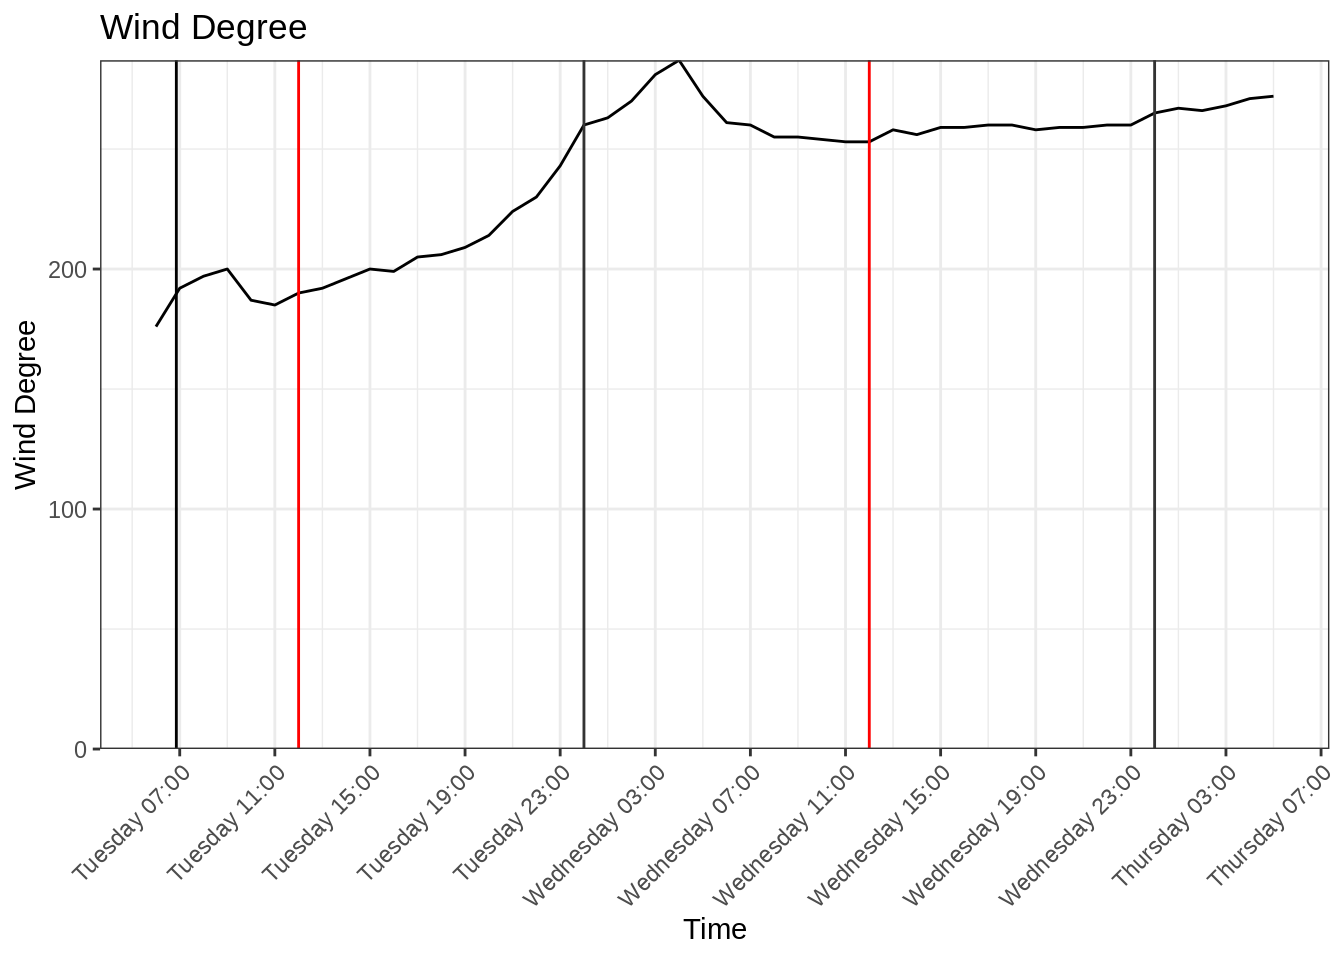 Wind Degree
Wind Degree
200
100
0
Tuesday 07:00
Tuesday 11:00
Tuesday 15:00
Tuesday 19:00
Tuesday 23:00
Wednesday 03:00
Wednesday 07:00
Wednesday 11:00
Wednesday 15:00
Wednesday 19:00
Wednesday 23:00
Thursday 03:00
Thursday 07:00
Time